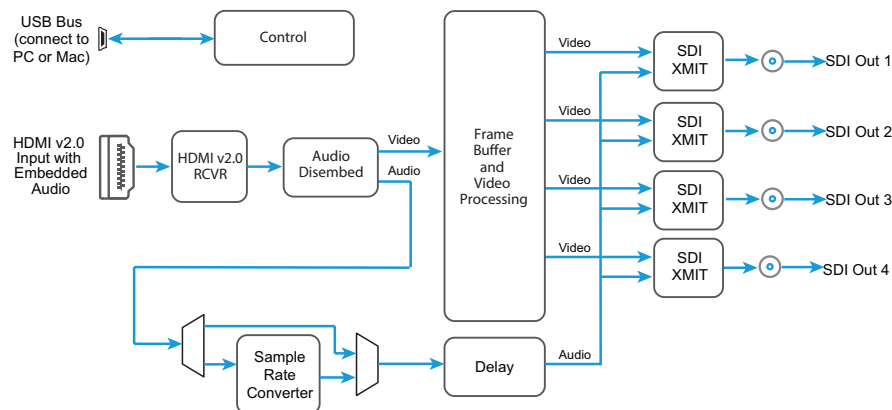 USB Bus
(connect to
PC or Mac)
Control
HDMI v2.0
Input with
Embedded
Audio
HDMI v2.0
RCVR
Audio
Disembed
Video
Audio
Frame
Buffer
and
Video
Processing
Video
SDI
XMIT
SDI Out 1
Video
SDI
XMIT
SDI Out 2
Video
SDI
XMIT
SDI Out 3
Video
SDI
XMIT
SDI Out 4
Sample
Rate
Converter
Delay
Audio